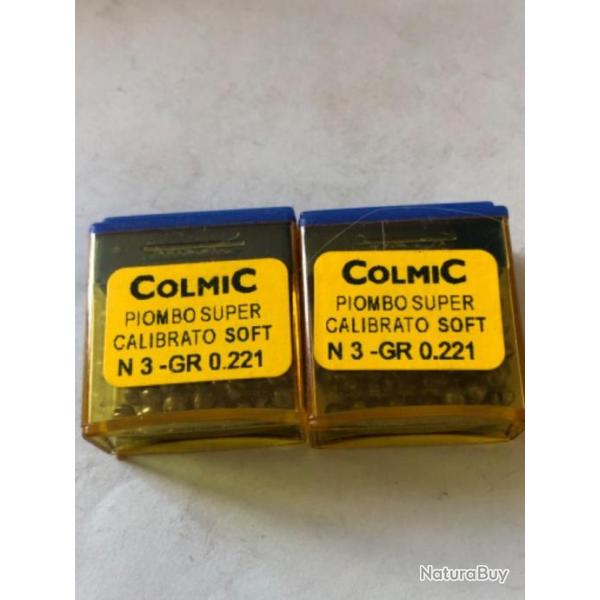 COLMIC
PIOMBO SUPER
CALIBRATO SOFT
N 3 -GR 0.221
COLMIC
PIOMBO SUPER
CALIBRATO SOFT
N 3 -GR 0.221
NaturaBuy